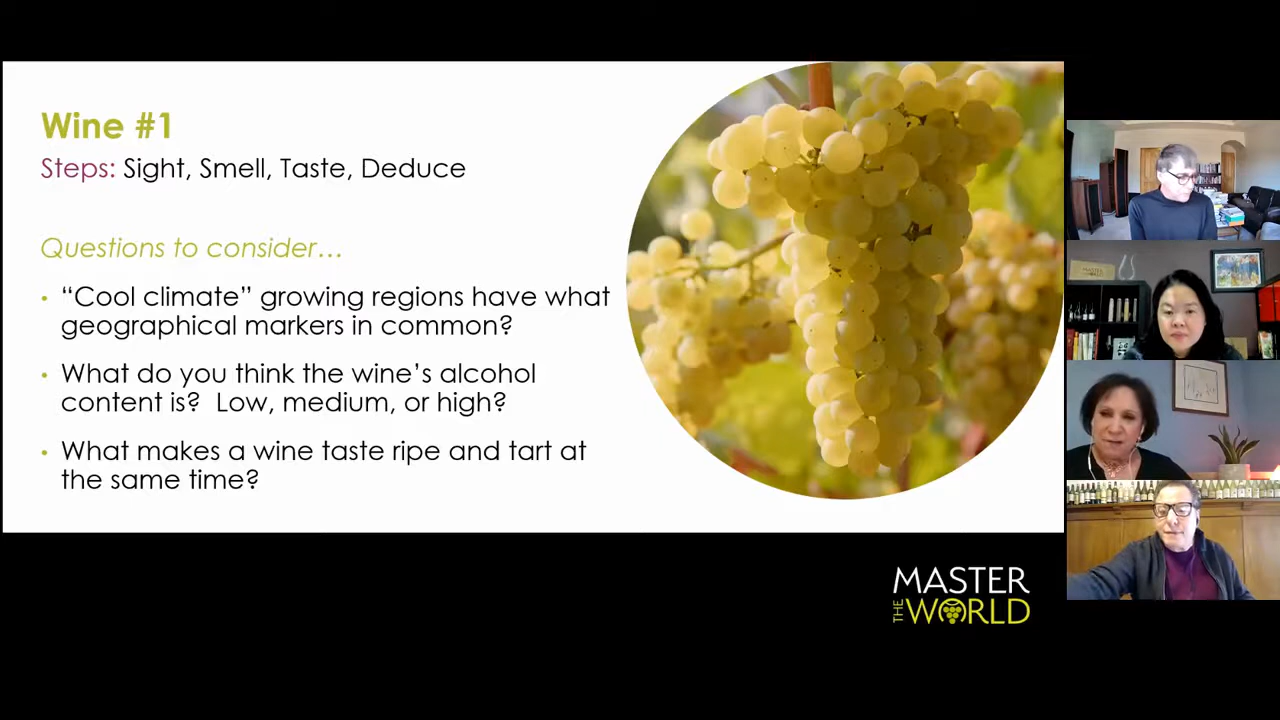 Wine #1
Steps: Sight, Smell, Taste, Deduce
Questions to consider…
• “Cool climate” growing regions have what
geographical markers in common?
• What do you think the wine’s alcohol
content is?  Low, medium, or high?
• What makes a wine taste ripe and tart at
the same time?
MASTER
THE WORLD
MASTER